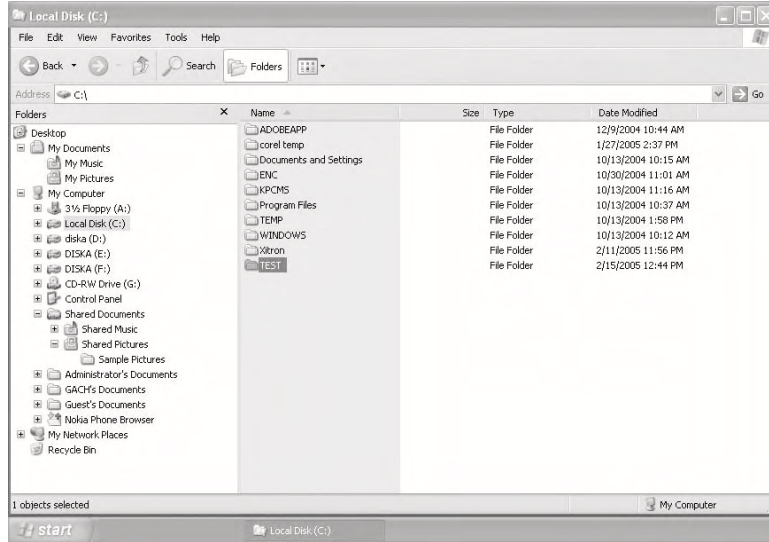 Local Disk (C:)
File Edit View Favorites Tools Help
Back Search Folders
Address C:\ Go
Folders Name Size Type Date Modified
Desktop
My Documents
My Music
My Pictures
My Computer
3½ Floppy (A:)
Local Disk (C:)
diska (D:)
DISKA (E:)
DISKA (F:)
CD-RW Drive (G:)
Control Panel
Shared Documents
Shared Music
Shared Pictures
Sample Pictures
Administrator's Documents
GACH's Documents
Guest's Documents
Nokia Phone Browser
My Network Places
Recycle Bin
ADOBEAPP File Folder 12/9/2004 10:44 AM
corel temp File Folder 1/27/2005 2:37 PM
Documents and Settings File Folder 10/13/2004 10:15 AM
ENC File Folder 10/30/2004 11:01 AM
KPCMS File Folder 10/13/2004 11:16 AM
Program Files File Folder 10/13/2004 10:37 AM
TEMP File Folder 10/13/2004 1:58 PM
WINDOWS File Folder 10/13/2004 10:12 AM
Xitron File Folder 2/11/2005 11:56 PM
TEST File Folder 2/15/2005 12:44 PM
1 objects selected My Computer
start Local Disk (C:)